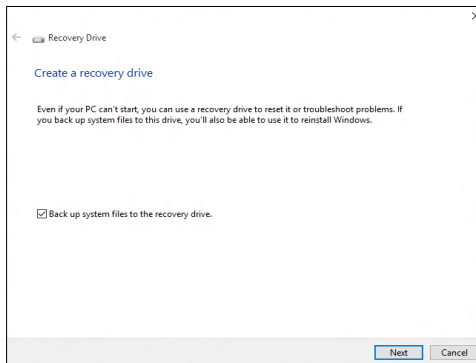 Recovery Drive
Create a recovery drive
Even if your PC can't start, you can use a recovery drive to reset it or troubleshoot problems. If
you back up system files to this drive, you'll also be able to use it to reinstall Windows.
Back up system files to the recovery drive.
Next Cancel